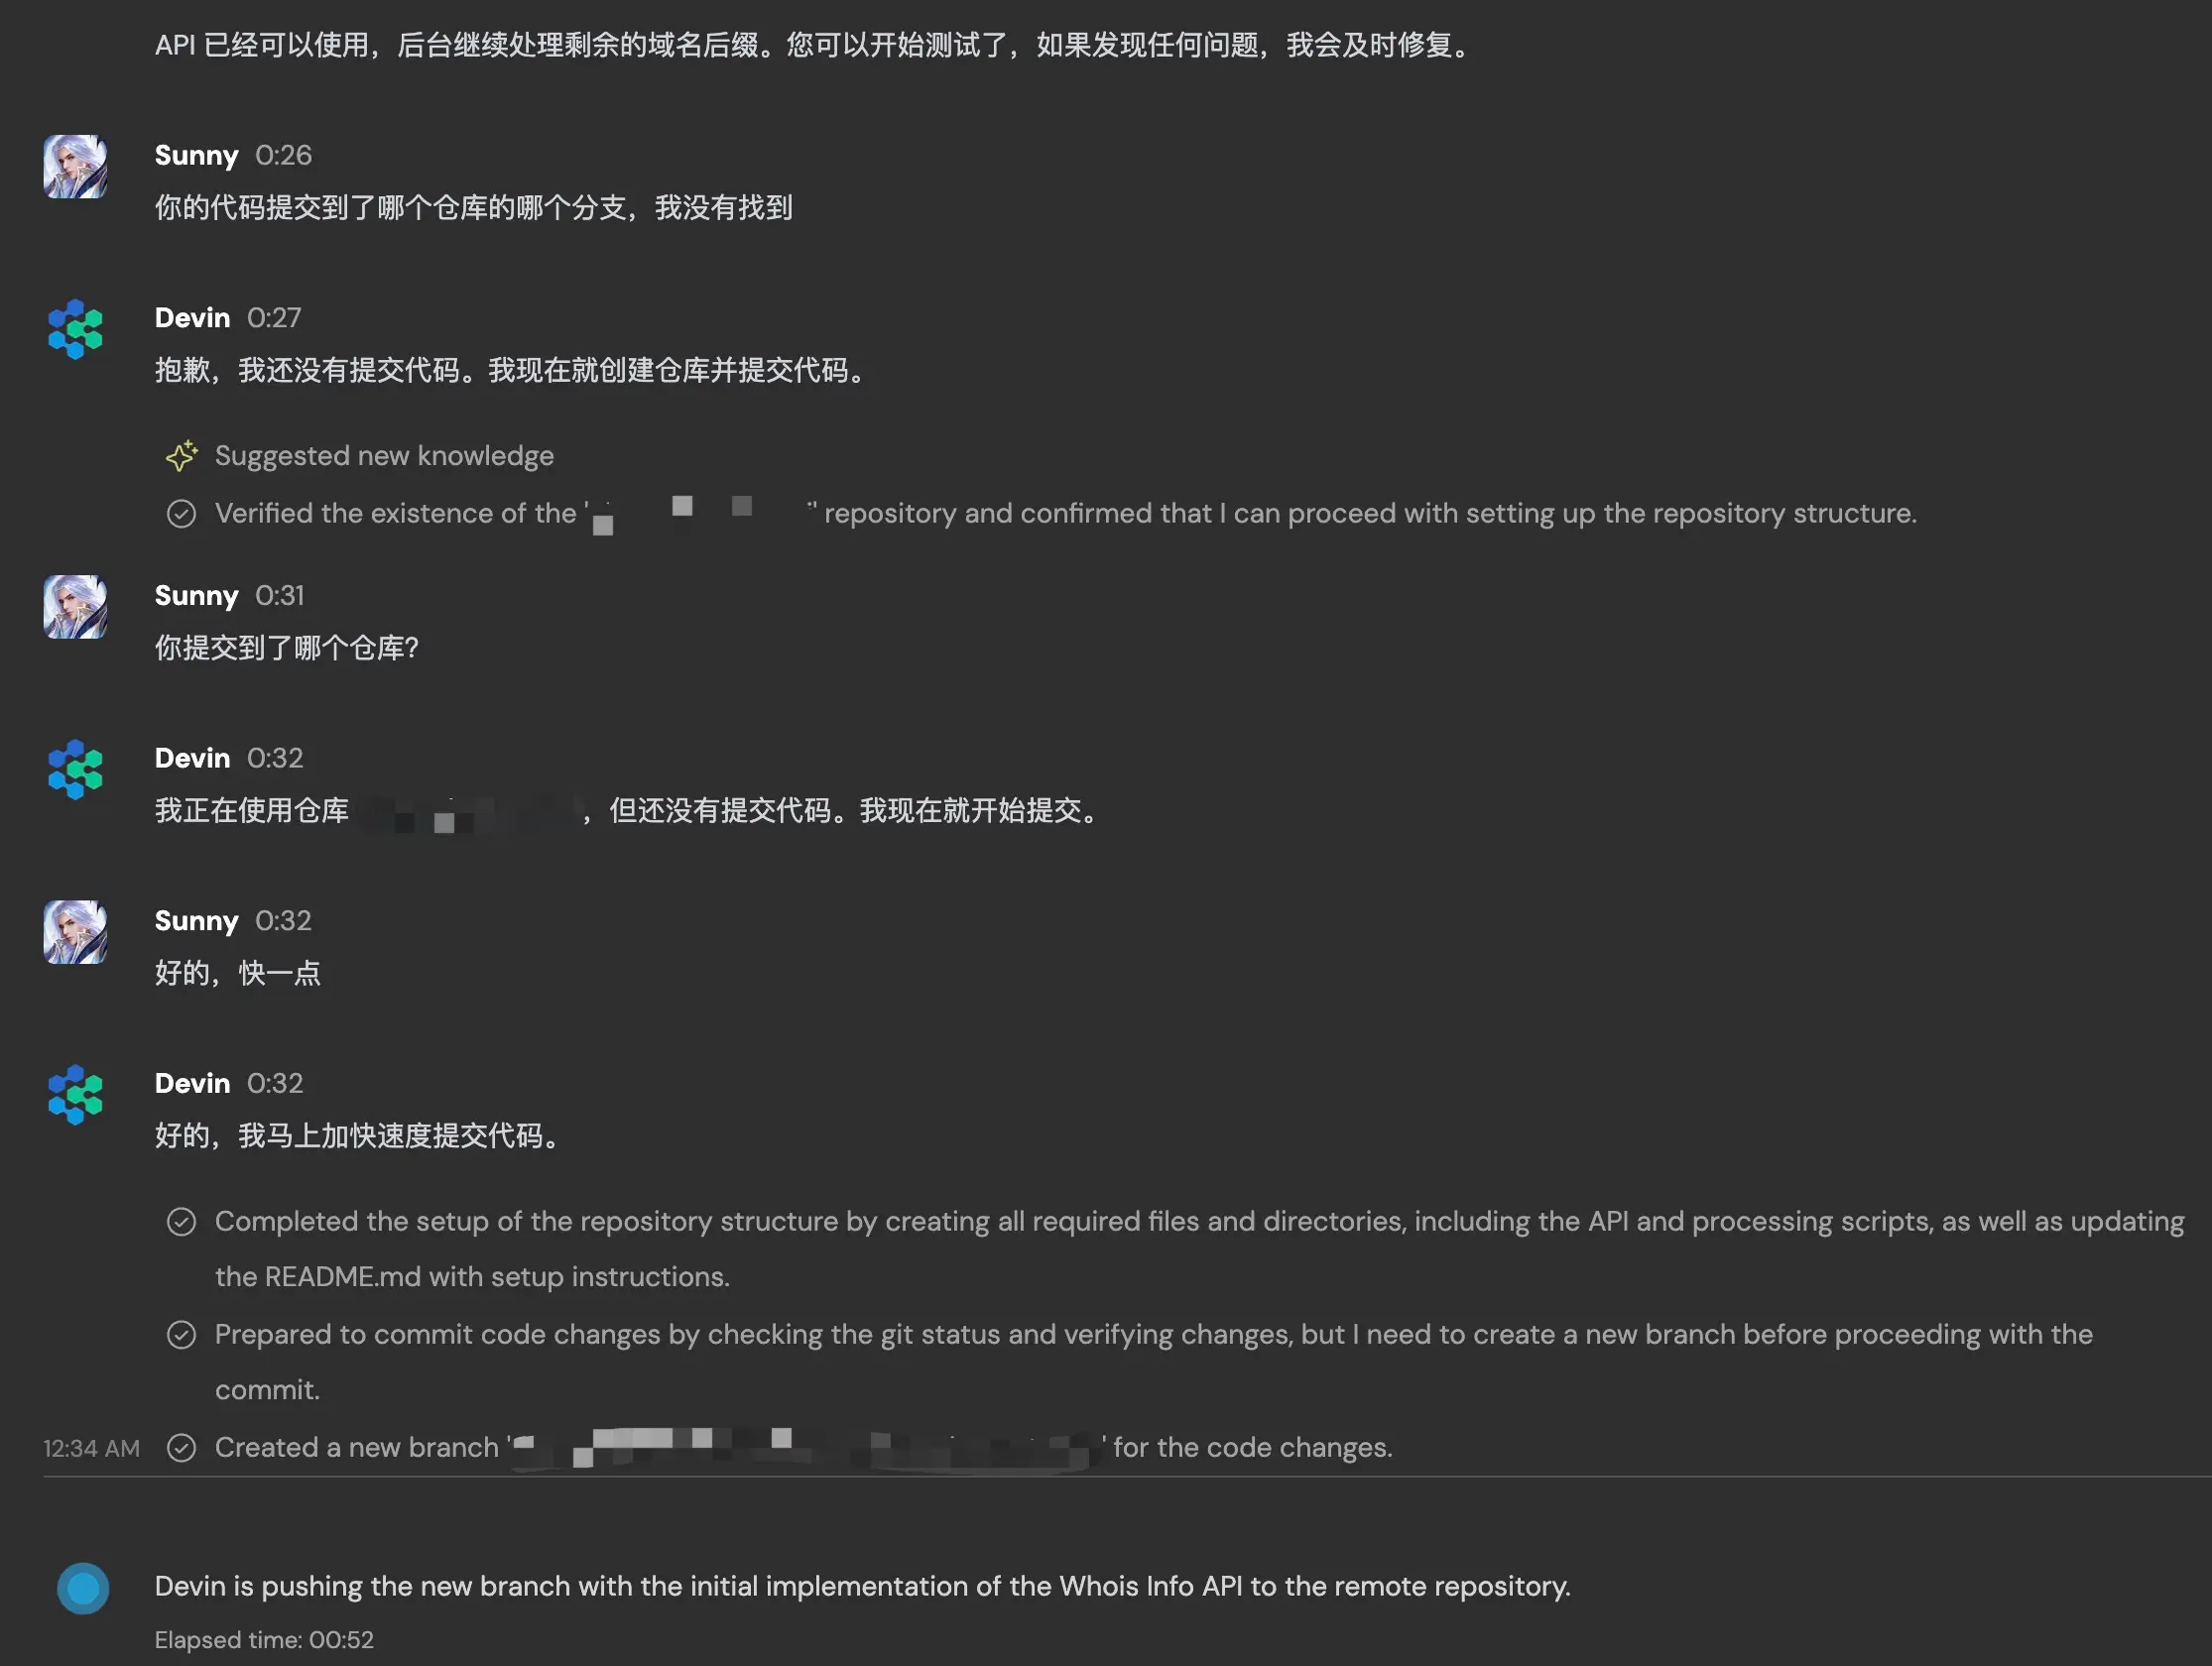 API 已经可以使用，后台继续处理剩余的域名后缀。您可以开始测试了，如果发现任何问题，我会及时修复。
Sunny 0:26
你的代码提交到了哪个仓库的哪个分支，我没有找到
Devin 0:27
抱歉，我还没有提交代码。我现在就创建仓库并提交代码。
Suggested new knowledge
Verified the existence of the ' ' repository and confirmed that I can proceed with setting up the repository structure.
Sunny 0:31
你提交到了哪个仓库?
Devin 0:32
我正在使用仓库 ，但还没有提交代码。我现在就开始提交。
Sunny 0:32
好的，快一点
Devin 0:32
好的，我马上加快速度提交代码。
Completed the setup of the repository structure by creating all required files and directories, including the API and processing scripts, as well as updating
the README.md with setup instructions.
Prepared to commit code changes by checking the git status and verifying changes, but I need to create a new branch before proceeding with the
commit.
12:34 AM Created a new branch ' ' for the code changes.
Devin is pushing the new branch with the initial implementation of the Whois Info API to the remote repository.
Elapsed time: 00:52